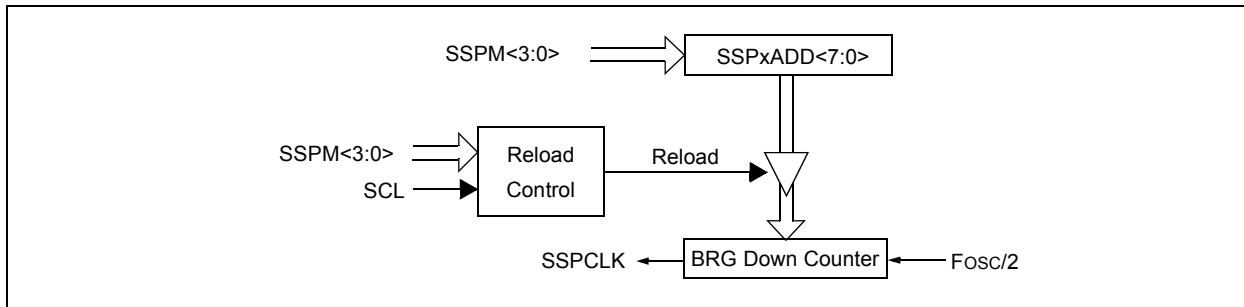 SSPM<3:0>
SSPxADD<7:0>
SSPM<3:0>
SCL
Reload
Control
Reload
SSPCLK
BRG Down Counter
FOSC/2